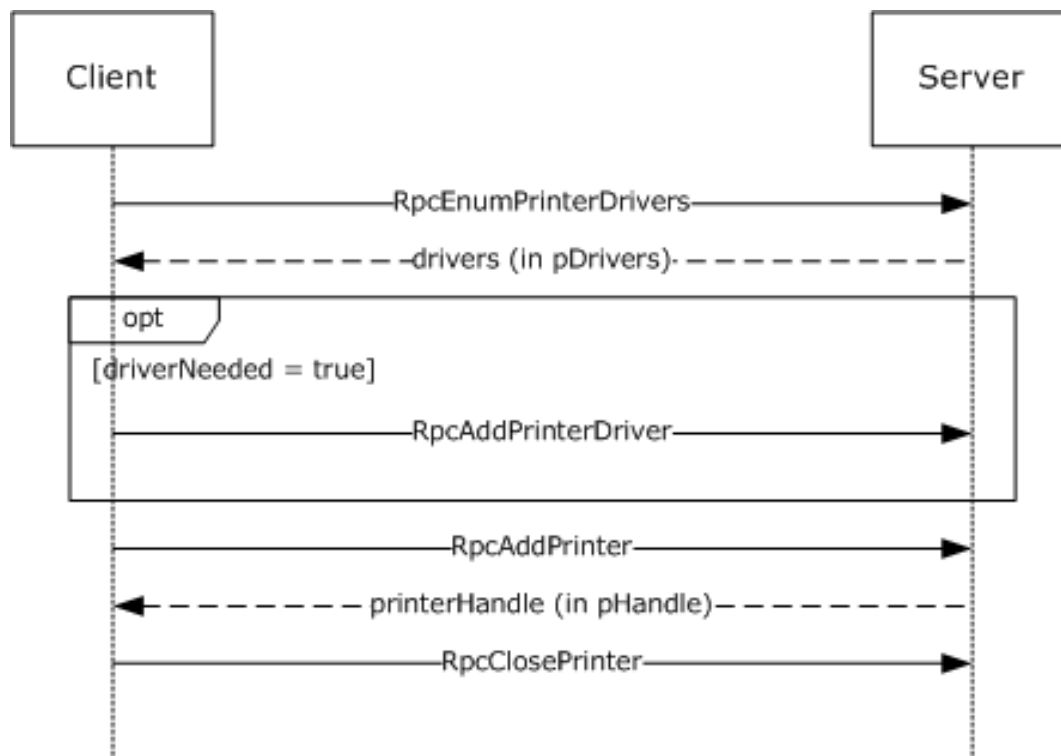 Client
Server
RpcEnumPrinterDrivers
drivers (in pDrivers)
opt
[driverNeeded = true]
RpcAddPrinterDriver
RpcAddPrinter
printerHandle (in pHandle)
RpcClosePrinter